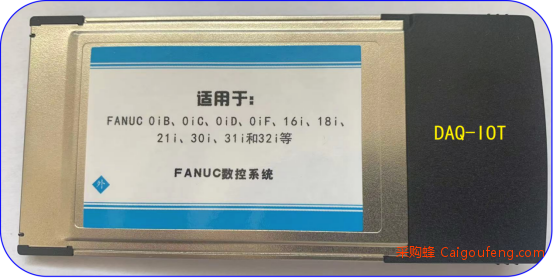 适用于:
FANUC 0iB、0iC、0iD、0iF、16i、18i、
21i、30i、31i和32i等
FANUC数控系统
DAQ-IOT
采购蜂 Caigoufeng.com